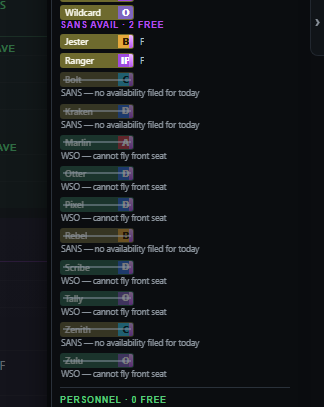 S
Wildcard O
SANS AVAIL · 2 FREE
AVE
Jester B F
Ranger IP F
Bolt C
SANS — no availability filed for today
Kraken D
SANS — no availability filed for today
Marlin A
WSO — cannot fly front seat
AVE
Otter D
WSO — cannot fly front seat
Pixel D
WSO — cannot fly front seat
Rebel B
SANS — no availability filed for today
Scribe D
WSO — cannot fly front seat
Tally O
WSO — cannot fly front seat
Zenith C
SANS — no availability filed for today
Zulu O
WSO — cannot fly front seat
F
PERSONNEL · 0 FREE